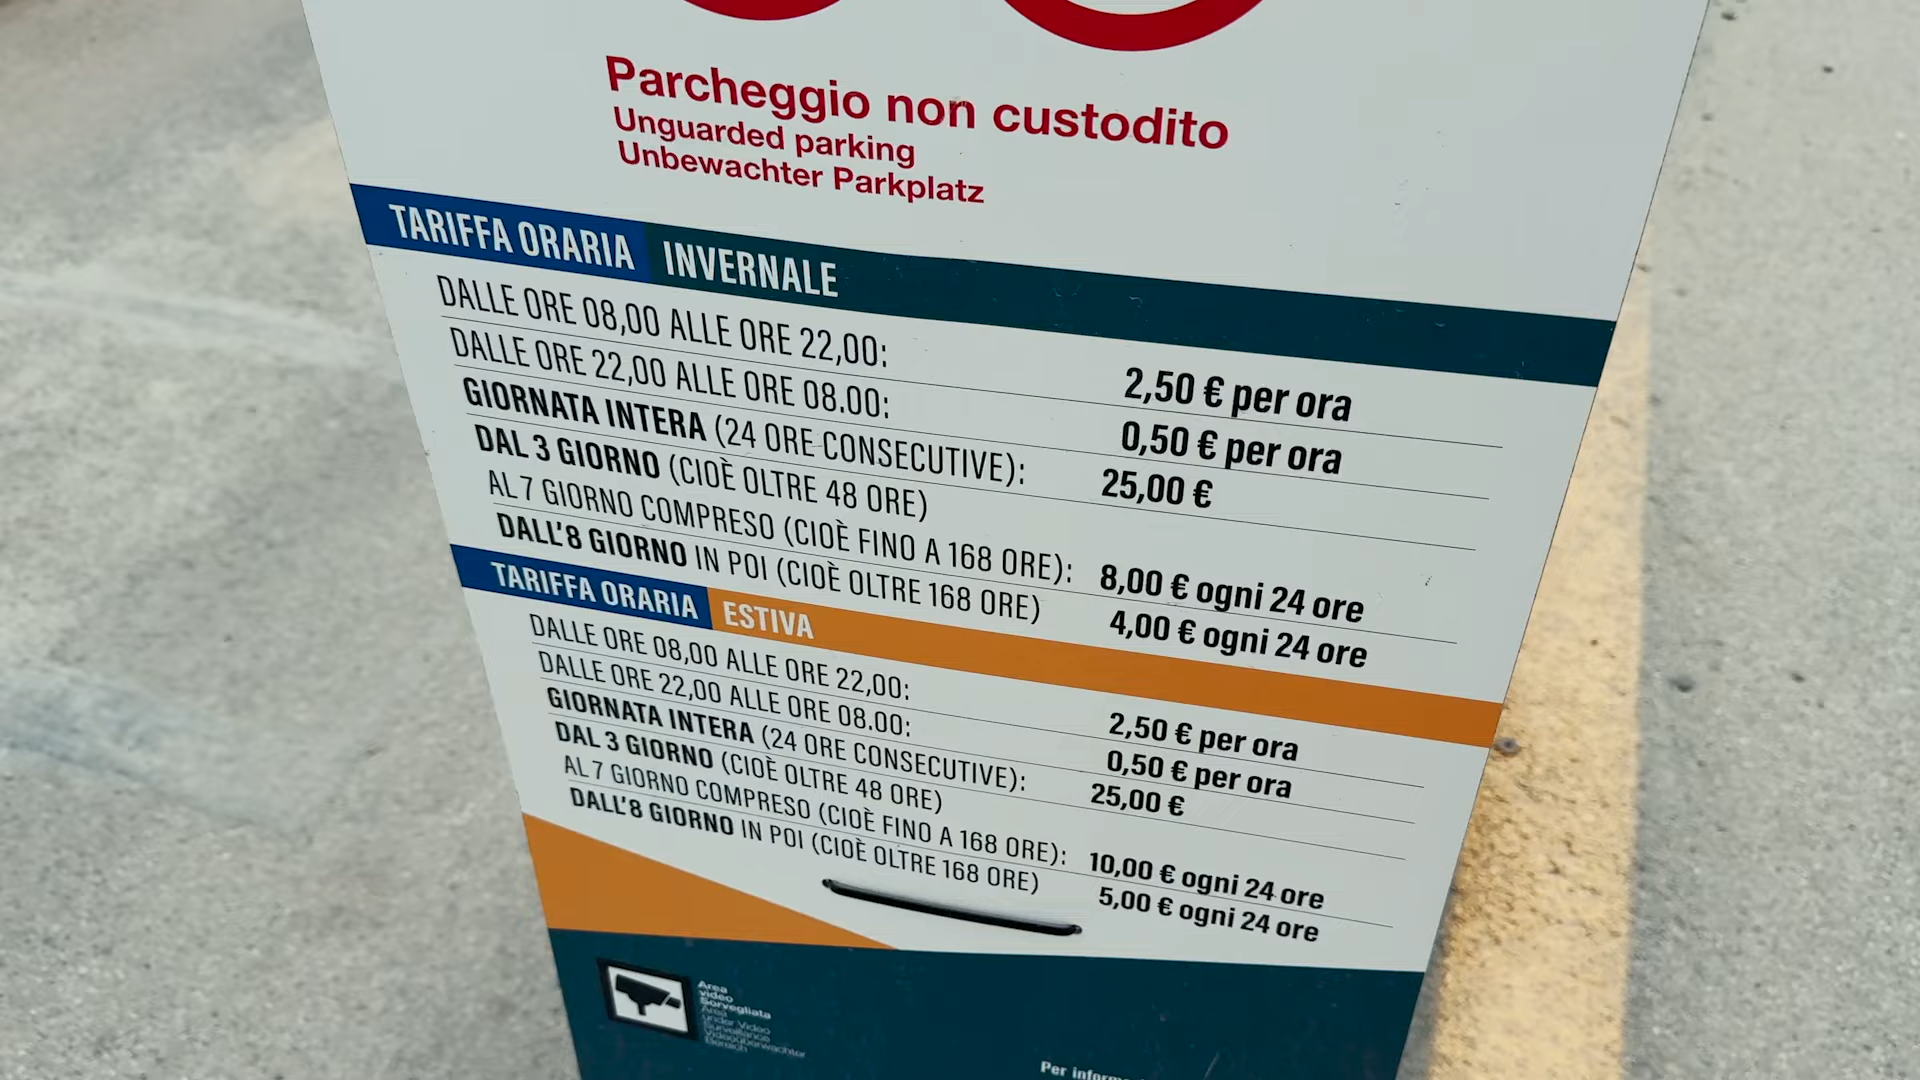 Parcheggio non custodito
Unguarded parking
Unbewachter Parkplatz
TARIFFA ORARIA INVERNALE
DALLE ORE 08,00 ALLE ORE 22,00: 2,50 € per ora
DALLE ORE 22,00 ALLE ORE 08.00: 0,50 € per ora
GIORNATA INTERA (24 ORE CONSECUTIVE): 25,00 €
DAL 3 GIORNO (CIOÈ OLTRE 48 ORE)
AL 7 GIORNO COMPRESO (CIOÈ FINO A 168 ORE): 8,00 € ogni 24 ore
DALL'8 GIORNO IN POI (CIOÈ OLTRE 168 ORE) 4,00 € ogni 24 ore
TARIFFA ORARIA ESTIVA
DALLE ORE 08,00 ALLE ORE 22,00: 2,50 € per ora
DALLE ORE 22,00 ALLE ORE 08.00: 0,50 € per ora
GIORNATA INTERA (24 ORE CONSECUTIVE): 25,00 €
DAL 3 GIORNO (CIOÈ OLTRE 48 ORE)
AL 7 GIORNO COMPRESO (CIOÈ FINO A 168 ORE): 10,00 € ogni 24 ore
DALL'8 GIORNO IN POI (CIOÈ OLTRE 168 ORE) 5,00 € ogni 24 ore
Area
video
Sorvegliata
Area
under Video
Surveillance
Videoüberwachter
Bereich
Per